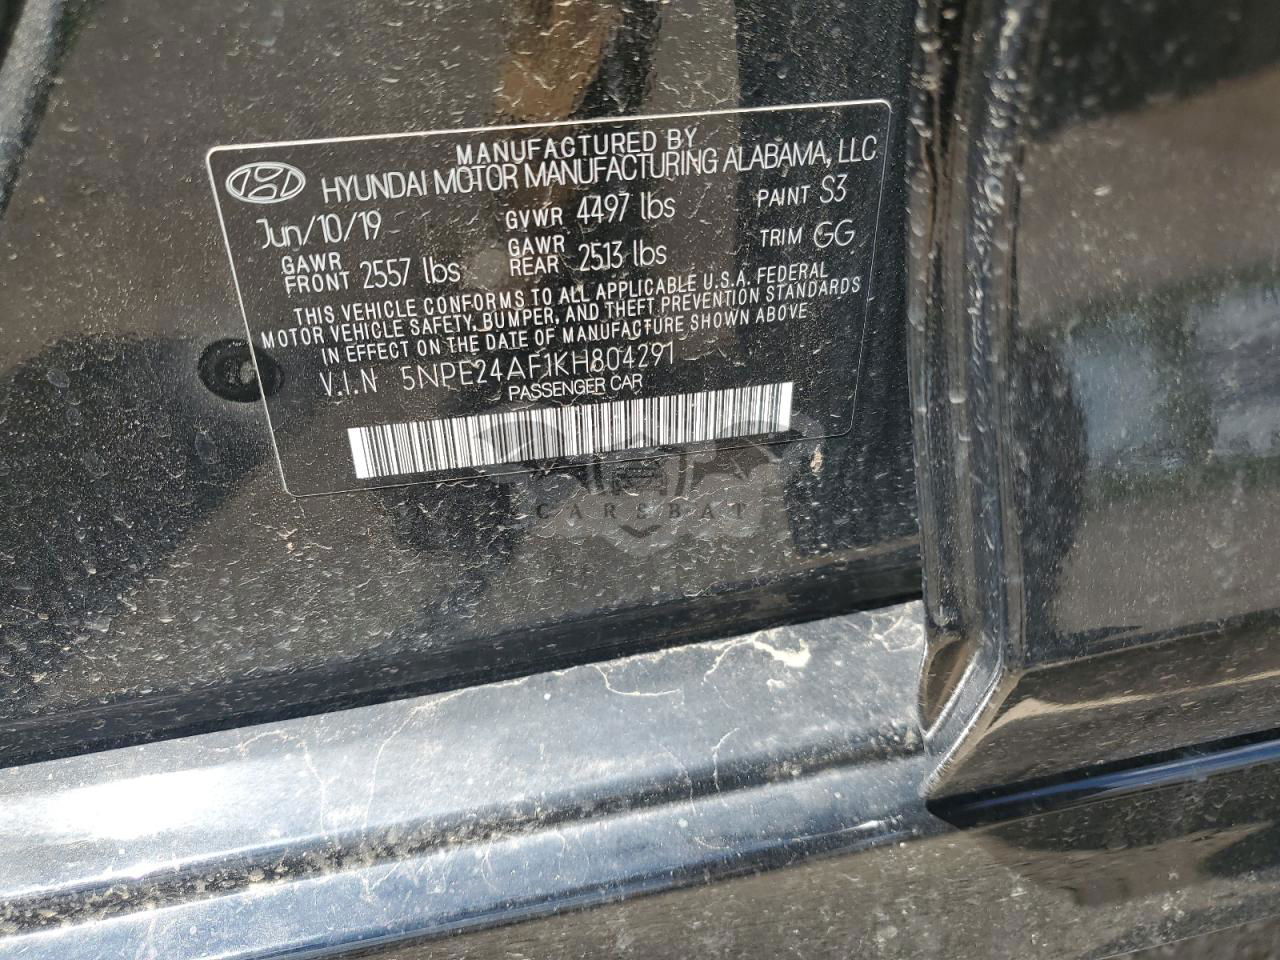 MANUFACTURED BY
HYUNDAI MOTOR MANUFACTURING ALABAMA, LLC
Jun/10/19 GVWR 4497 lbs PAINT S3
GAWR FRONT 2557 lbs GAWR REAR 2513 lbs TRIM GG
THIS VEHICLE CONFORMS TO ALL APPLICABLE U.S.A. FEDERAL
MOTOR VEHICLE SAFETY, BUMPER, AND THEFT PREVENTION STANDARDS
IN EFFECT ON THE DATE OF MANUFACTURE SHOWN ABOVE
V.I.N 5NPE24AF1KH804291
PASSENGER CAR
CARSBAT